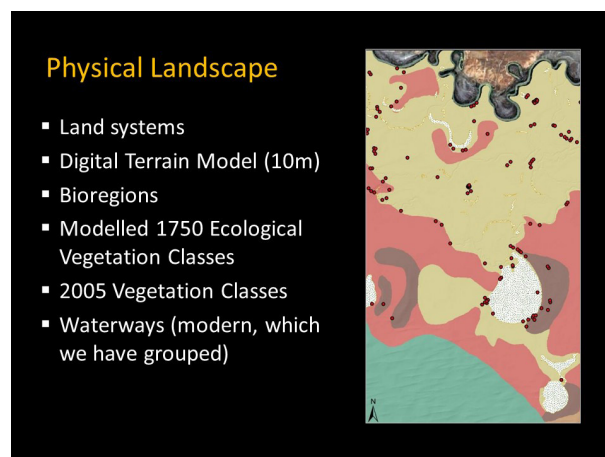 Physical Landscape
▪ Land systems
▪ Digital Terrain Model (10m)
▪ Bioregions
▪ Modelled 1750 Ecological
Vegetation Classes
▪ 2005 Vegetation Classes
▪ Waterways (modern, which
we have grouped)
N